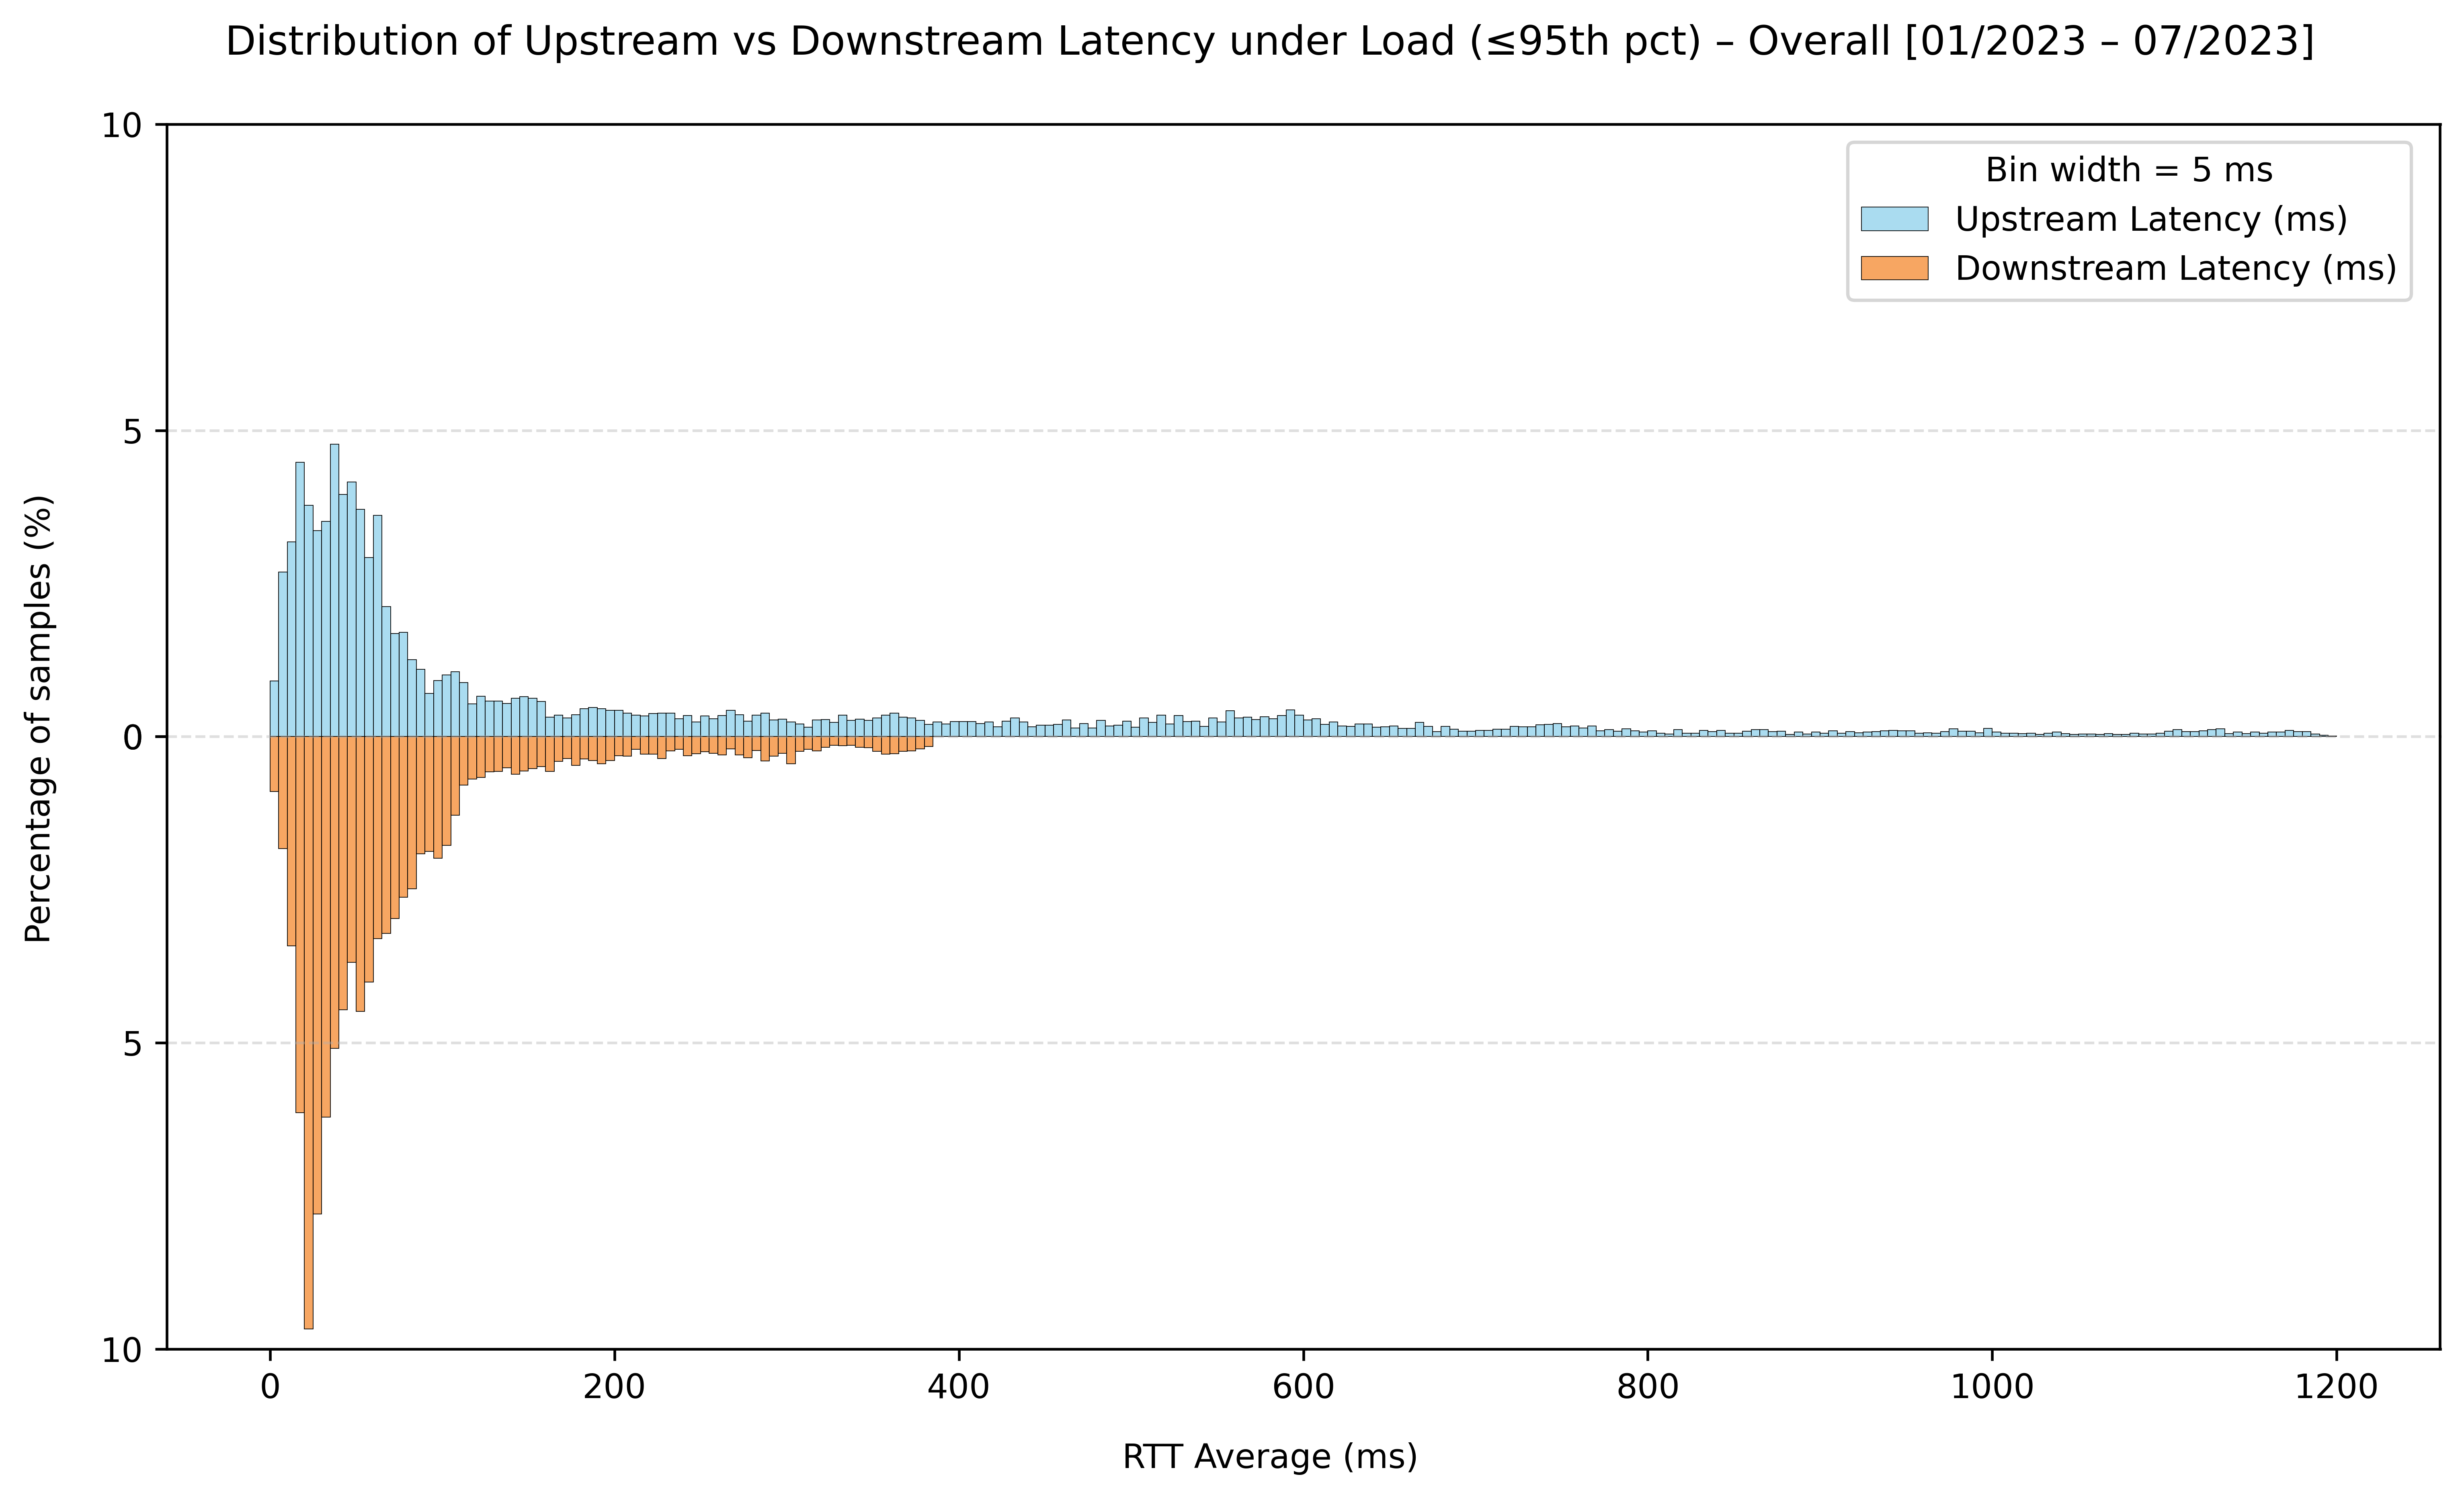 Distribution of Upstream vs Downstream Latency under Load (≤95th pct) – Overall [01/2023 – 07/2023]
Bin width = 5 ms
Upstream Latency (ms)
Downstream Latency (ms)
Percentage of samples (%)
10
5
0
5
10
0
200
400
600
800
1000
1200
RTT Average (ms)